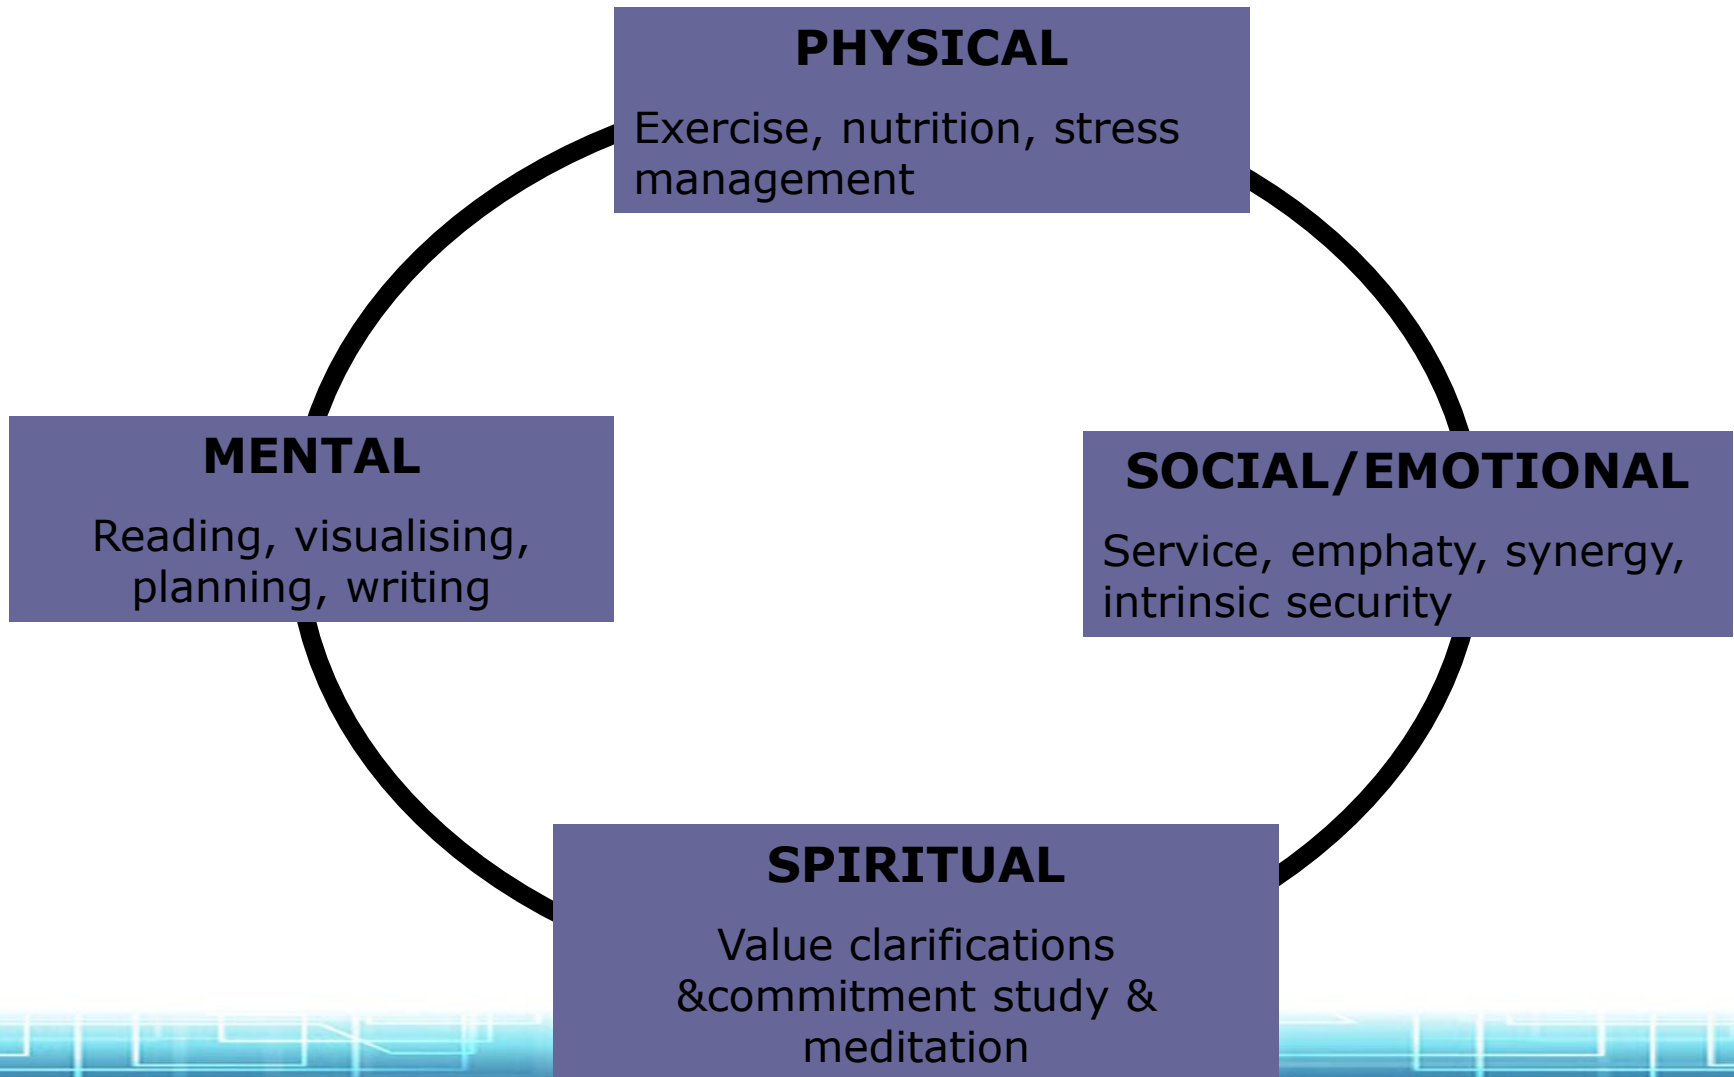 PHYSICAL
Exercise, nutrition, stress
management
MENTAL
Reading, visualising,
planning, writing
SOCIAL/EMOTIONAL
Service, emphaty, synergy,
intrinsic security
SPIRITUAL
Value clarifications
&commitment study &
meditation